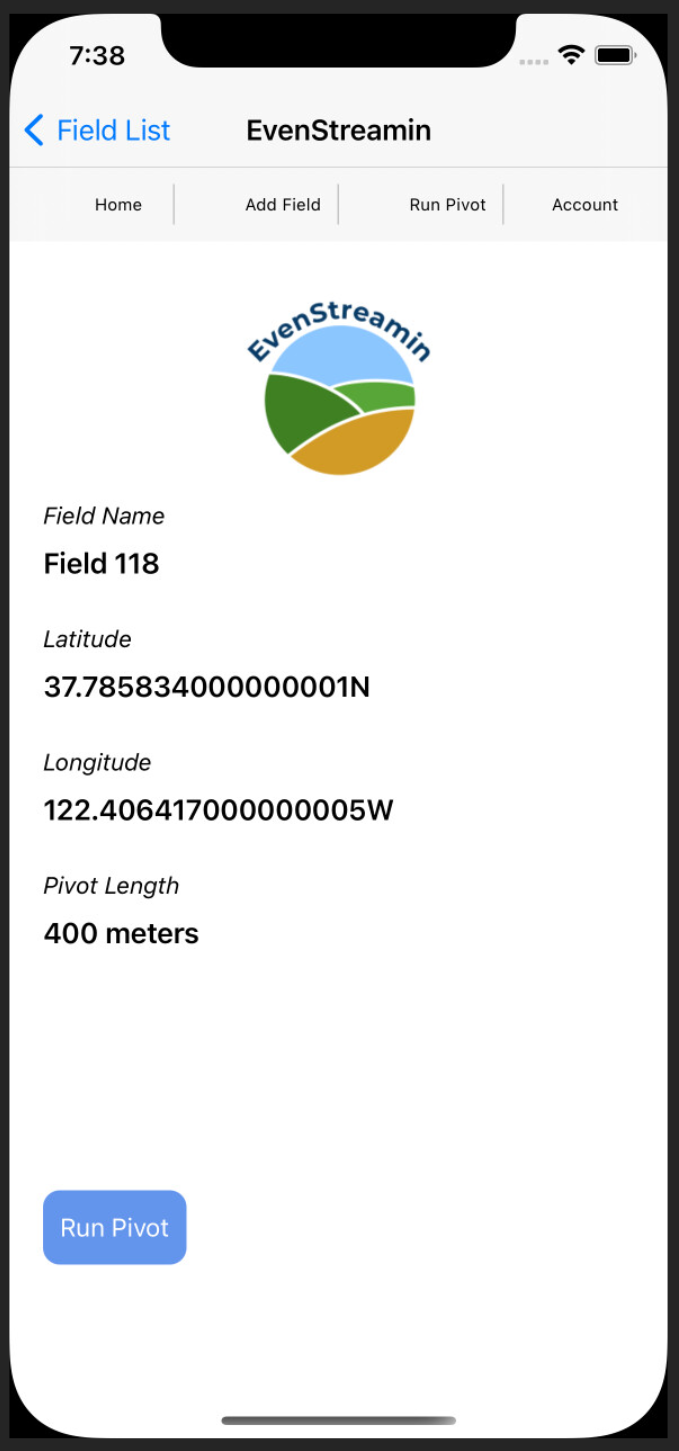 7:38
Field List
EvenStreamin
Home
Add Field
Run Pivot
Account
EvenStreamin
Field Name
Field 118
Latitude
37.785834000000001N
Longitude
122.406417000000005W
Pivot Length
400 meters
Run Pivot